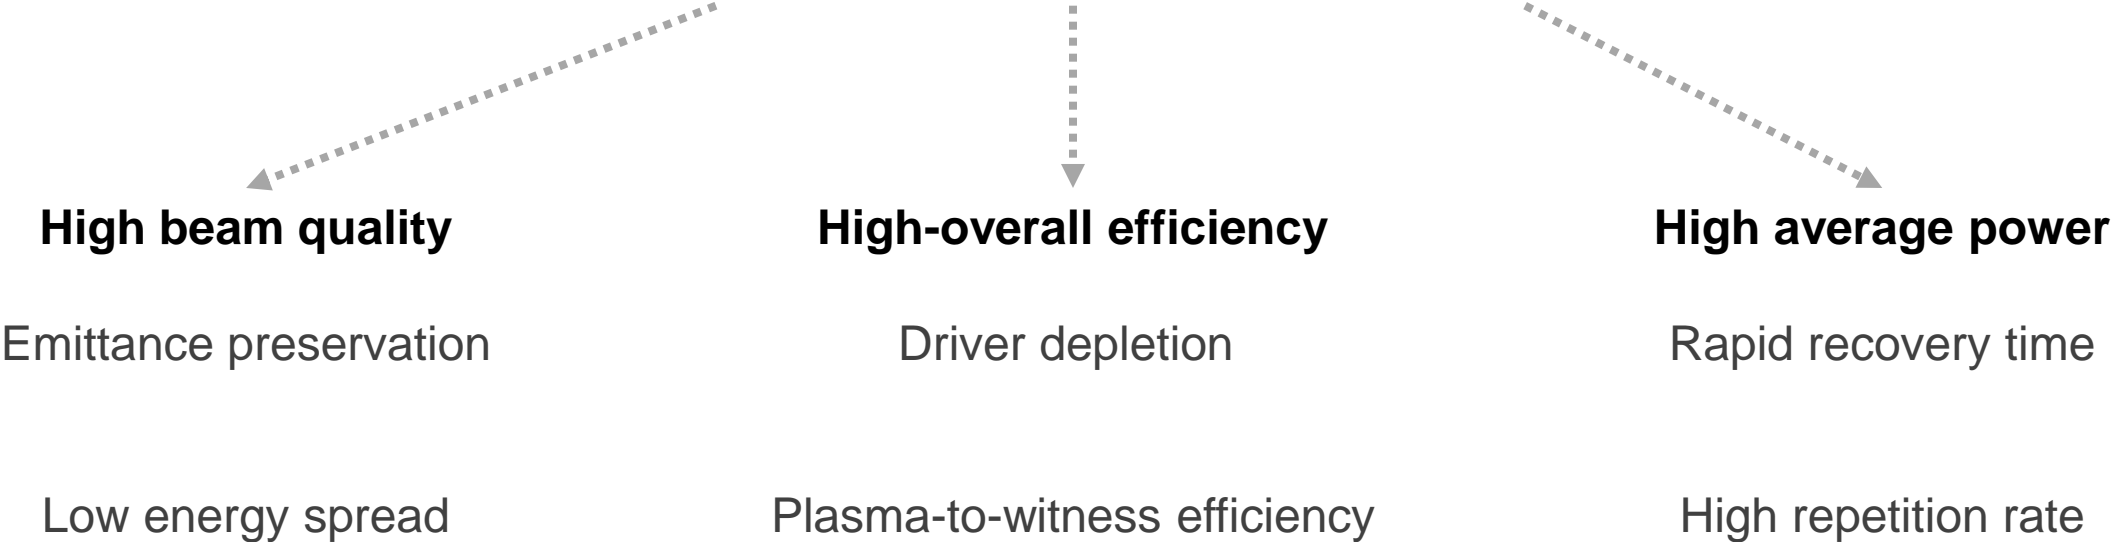 High beam quality
High-overall efficiency
High average power
Emittance preservation
Driver depletion
Rapid recovery time
Low energy spread
Plasma-to-witness efficiency
High repetition rate